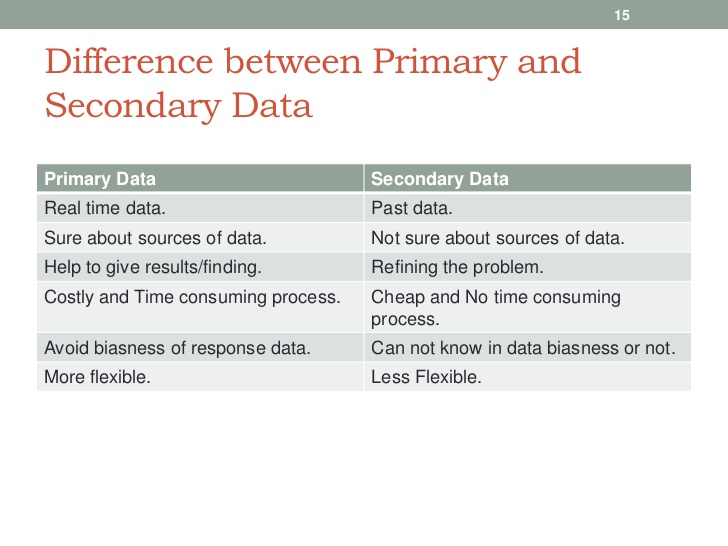 15
Difference between Primary and
Secondary Data
Primary Data Secondary Data
Real time data. Past data.
Sure about sources of data. Not sure about sources of data.
Help to give results/finding. Refining the problem.
Costly and Time consuming process. Cheap and No time consuming
process.
Avoid biasness of response data. Can not know in data biasness or not.
More flexible. Less Flexible.